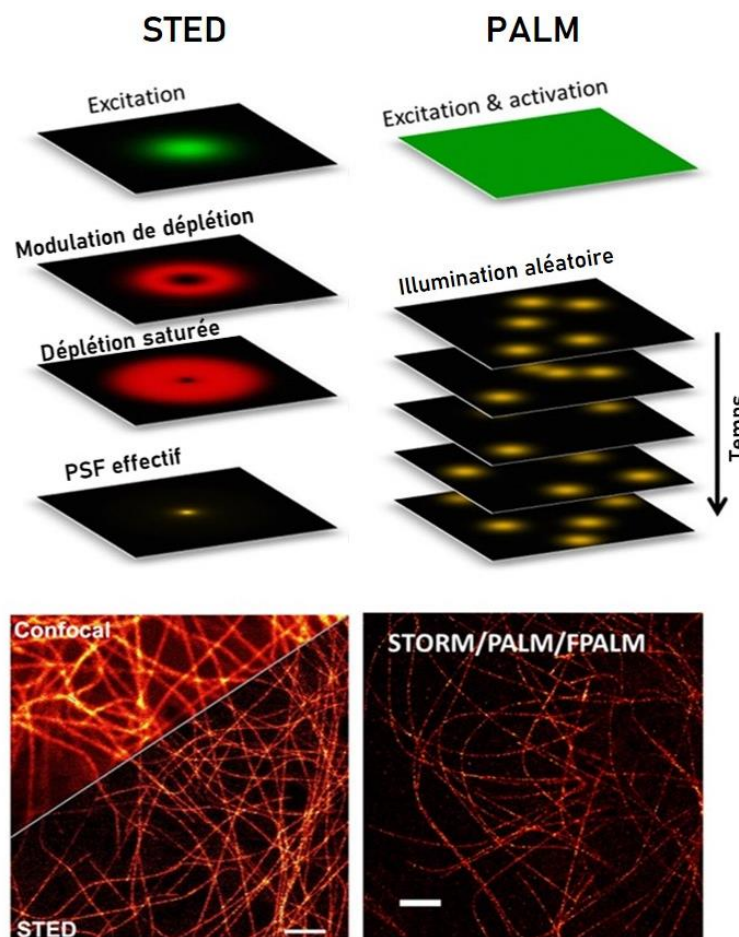 STED
PALM
Excitation
Excitation & activation
Modulation de déplétion
Illumination aléatoire
Déplétion saturée
PSF effectif
Temps
Confocal
STED
STORM/PALM/FPALM